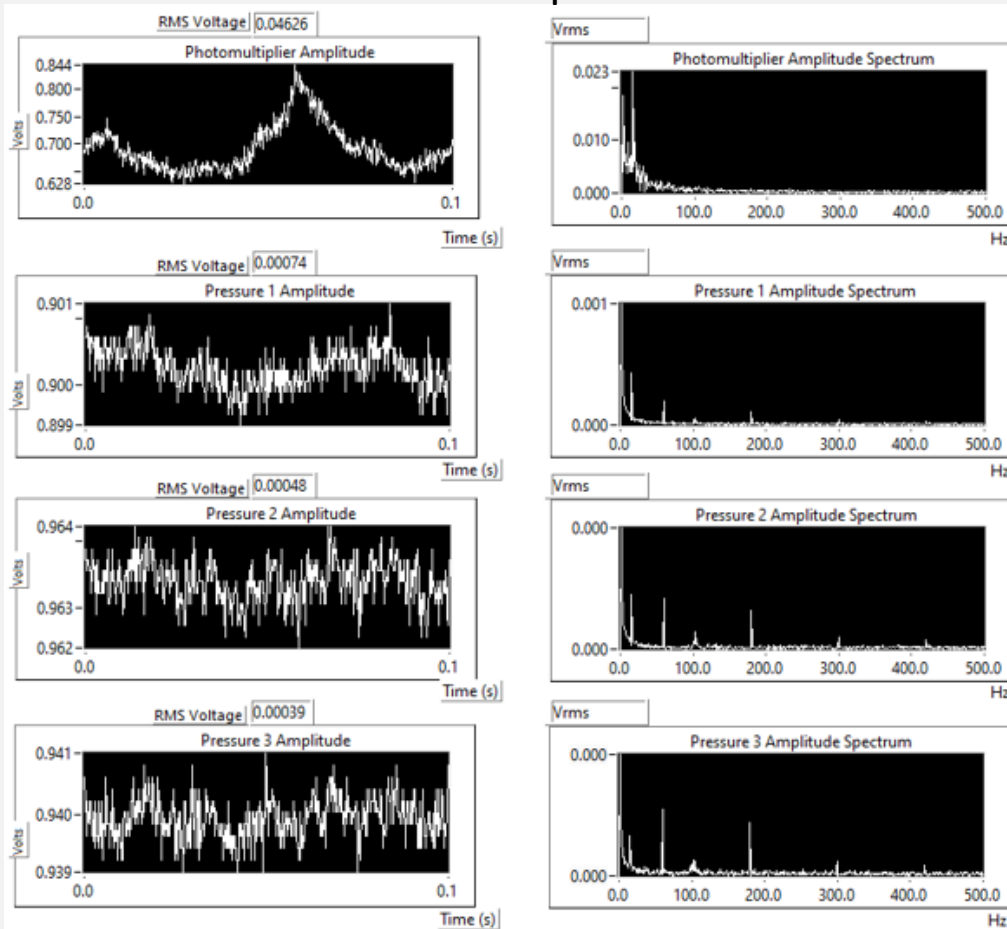 RMS Voltage 0.04626
Photomultiplier Amplitude
Volts
0.844
0.800
0.750
0.700
0.628
0.0 0.1
Time (s)
Vrms
Photomultiplier Amplitude Spectrum
0.023
0.010
0.000
0.0 100.0 200.0 300.0 400.0 500.0
Hz
RMS Voltage 0.00074
Pressure 1 Amplitude
Volts
0.901
0.900
0.899
0.0 0.1
Time (s)
Vrms
Pressure 1 Amplitude Spectrum
0.001
0.000
0.0 100.0 200.0 300.0 400.0 500.0
Hz
RMS Voltage 0.00048
Pressure 2 Amplitude
Volts
0.964
0.963
0.962
0.0 0.1
Time (s)
Vrms
Pressure 2 Amplitude Spectrum
0.000
0.000
0.0 100.0 200.0 300.0 400.0 500.0
Hz
RMS Voltage 0.00039
Pressure 3 Amplitude
Volts
0.941
0.940
0.939
0.0 0.1
Time (s)
Vrms
Pressure 3 Amplitude Spectrum
0.000
0.000
0.0 100.0 200.0 300.0 400.0 500.0
Hz